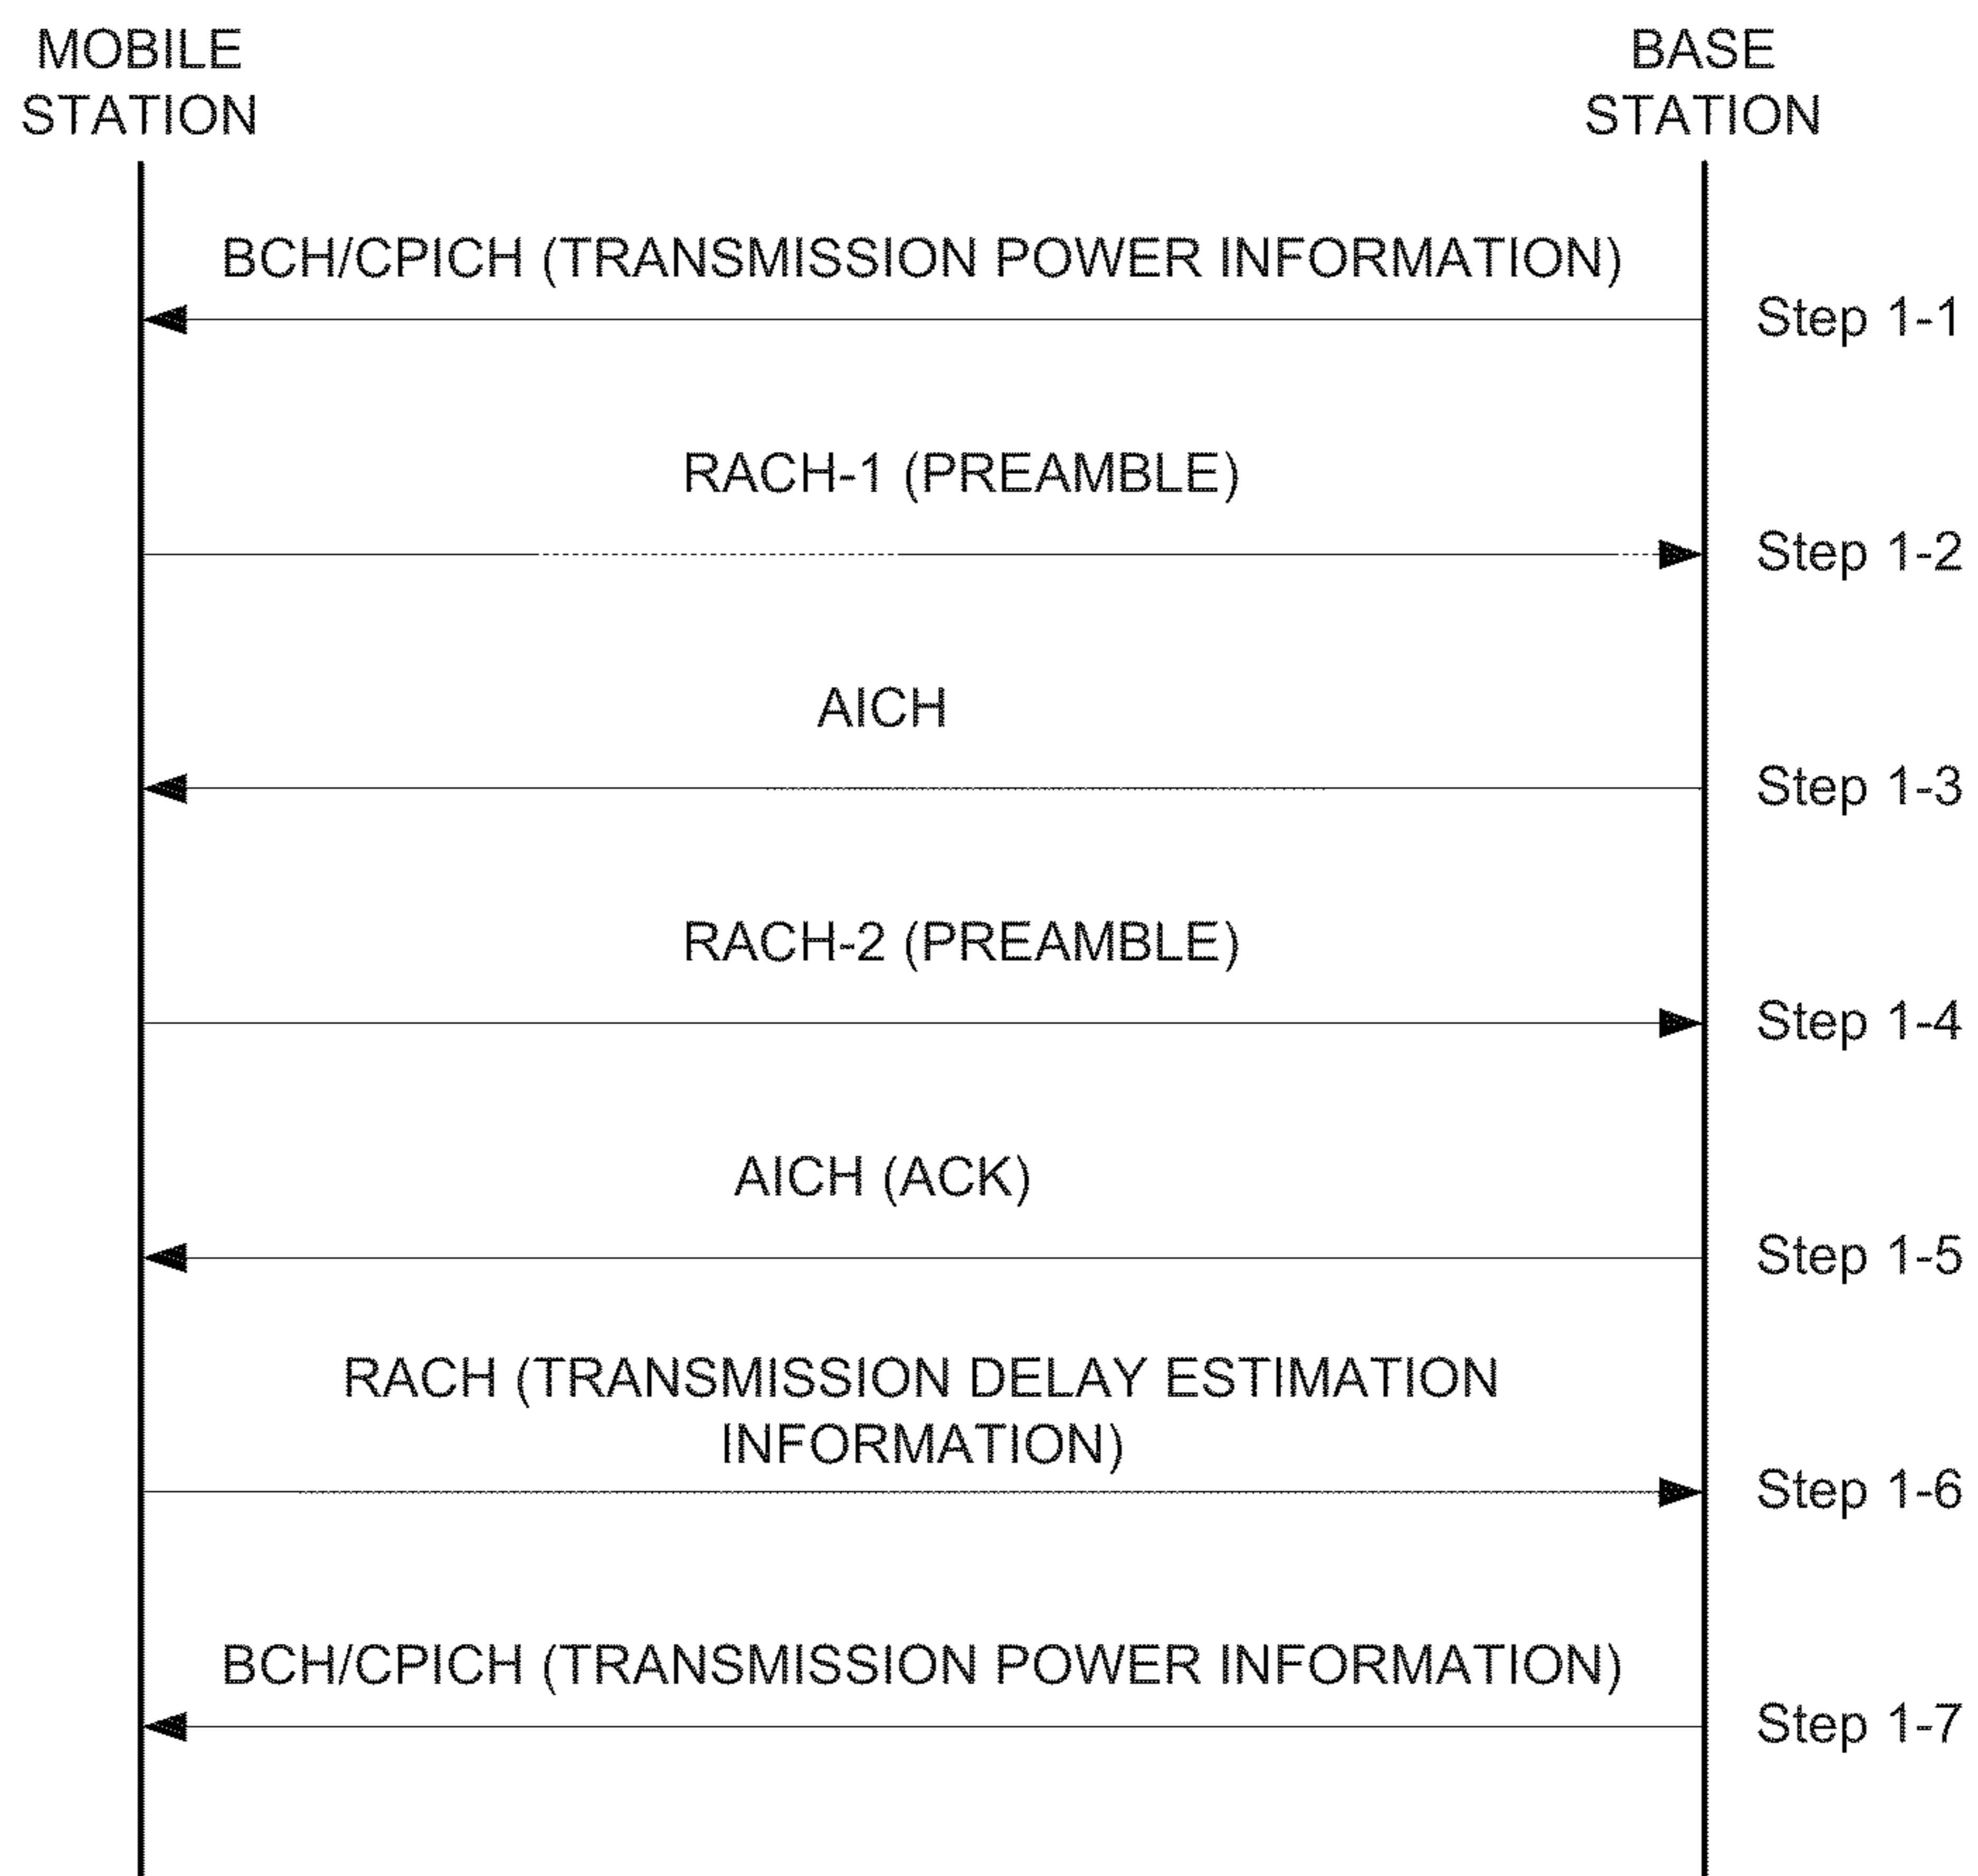 MOBILE
STATION
BASE
STATION
BCH/CPICH (TRANSMISSION POWER INFORMATION)
Step 1-1
RACH-1 (PREAMBLE)
Step 1-2
AICH
Step 1-3
RACH-2 (PREAMBLE)
Step 1-4
AICH (ACK)
Step 1-5
RACH (TRANSMISSION DELAY ESTIMATION
INFORMATION)
Step 1-6
BCH/CPICH (TRANSMISSION POWER INFORMATION)
Step 1-7